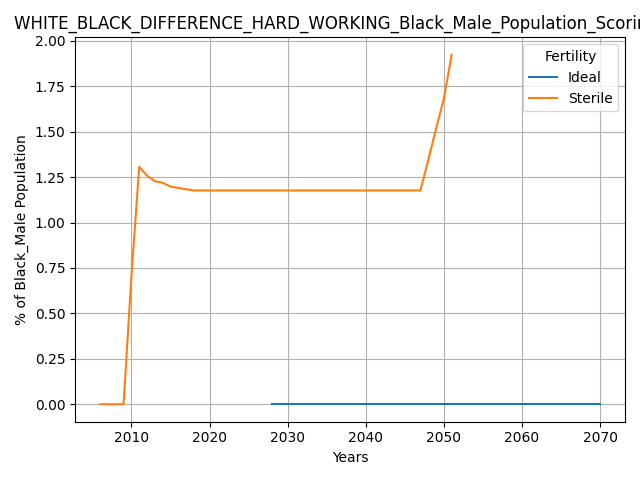 WHITE_BLACK_DIFFERENCE_HARD_WORKING_Black_Male_Population_Scori
2.00
1.75
1.50
1.25
1.00
0.75
0.50
0.25
0.00
% of Black_Male Population
Fertility
Ideal
Sterile
2010 2020 2030 2040 2050 2060 2070
Years